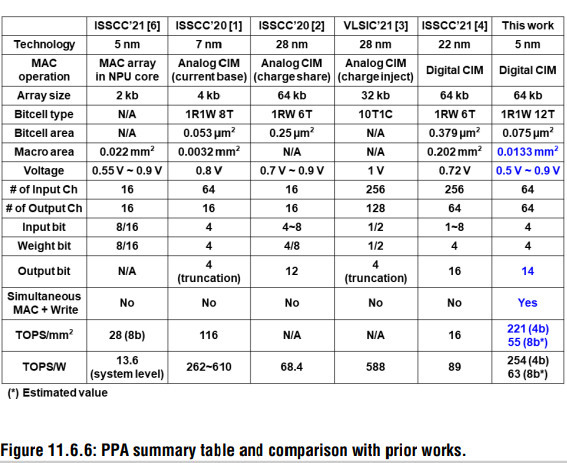 ISSCC'21 [6] ISSCC'20 [1] ISSCC'20 [2] VLSIC'21 [3] ISSCC'21 [4] This work
Technology 5 nm 7 nm 28 nm 28 nm 22 nm 5 nm
MAC operation MAC array in NPU core Analog CIM (current base) Analog CIM (charge share) Analog CIM (charge inject) Digital CIM Digital CIM
Array size 2 kb 4 kb 64 kb 32 kb 64 kb 64 kb
Bitcell type N/A 1R1W 8T 1RW 6T 10T1C 1RW 6T 1R1W 12T
Bitcell area N/A 0.053 µm² 0.25 µm² N/A 0.379 µm² 0.075 µm²
Macro area 0.022 mm² 0.0032 mm² N/A N/A 0.202 mm² 0.0133 mm²
Voltage 0.55 V ~ 0.9 V 0.8 V 0.7 V ~ 0.9 V 1 V 0.72 V 0.5 V ~ 0.9 V
# of Input Ch 16 64 16 256 256 64
# of Output Ch 16 16 16 128 64 64
Input bit 8/16 4 4~8 1/2 1~8 4
Weight bit 8/16 4 4/8 1/2 4 4
Output bit N/A 4 (truncation) 12 4 (truncation) 16 14
Simultaneous MAC + Write No No No No No Yes
TOPS/mm² 28 (8b) 116 N/A N/A 16 221 (4b) 55 (8b*)
TOPS/W 13.6 (system level) 262~610 68.4 588 89 254 (4b) 63 (8b*)
(*) Estimated value
Figure 11.6.6: PPA summary table and comparison with prior works.